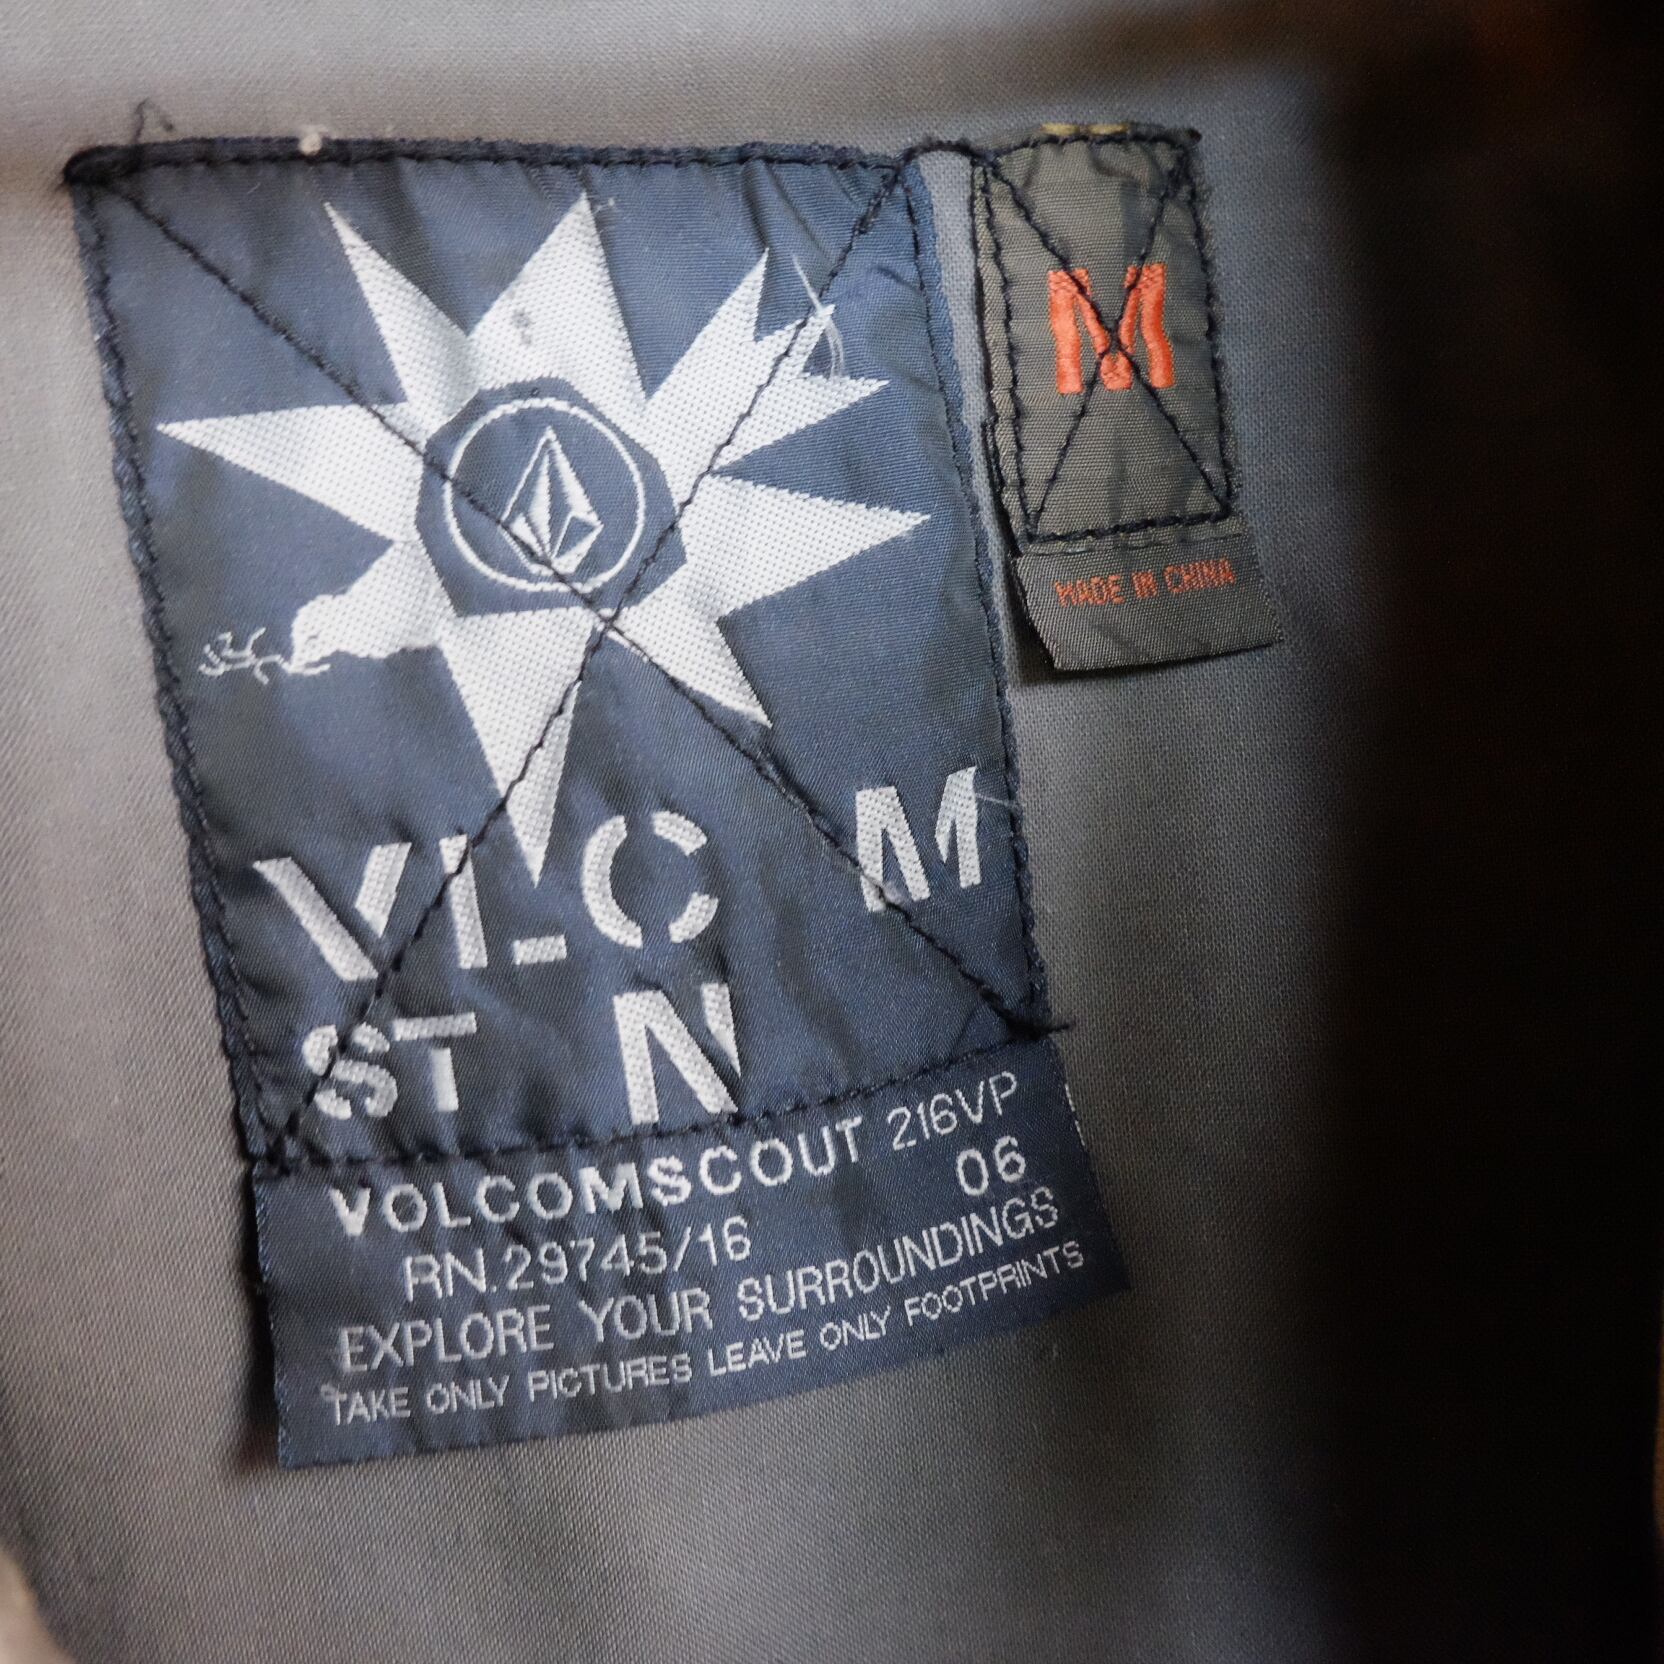 M
MADE IN CHINA
VLC M
ST N
VOLCOMSCOUT 216VP
06
RN.29745/16
EXPLORE YOUR SURROUNDINGS
TAKE ONLY PICTURES LEAVE ONLY FOOTPRINTS